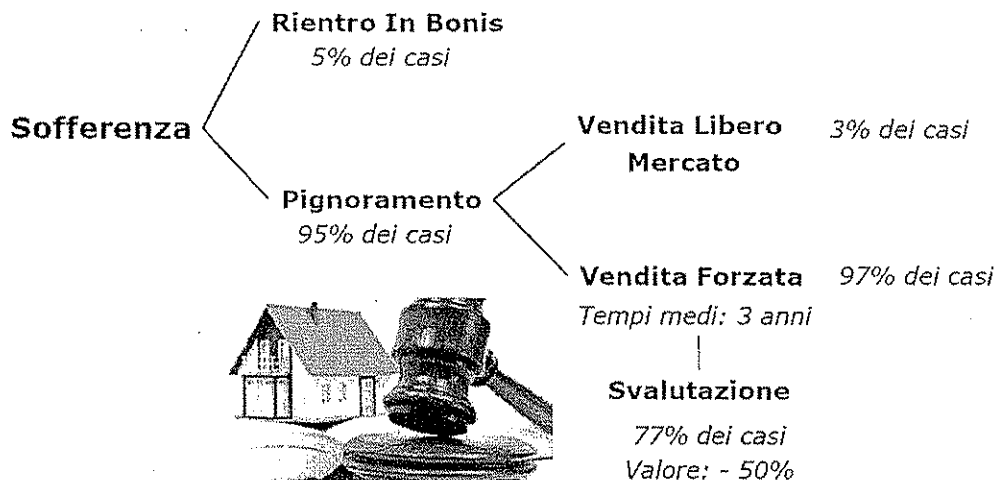 Rientro In Bonis
5% dei casi
Sofferenza
Vendita Libero
Mercato
3% dei casi
Pignoramento
95% dei casi
Vendita Forzata
97% dei casi
Tempi medi: 3 anni
Svalutazione
77% dei casi
Valore: - 50%